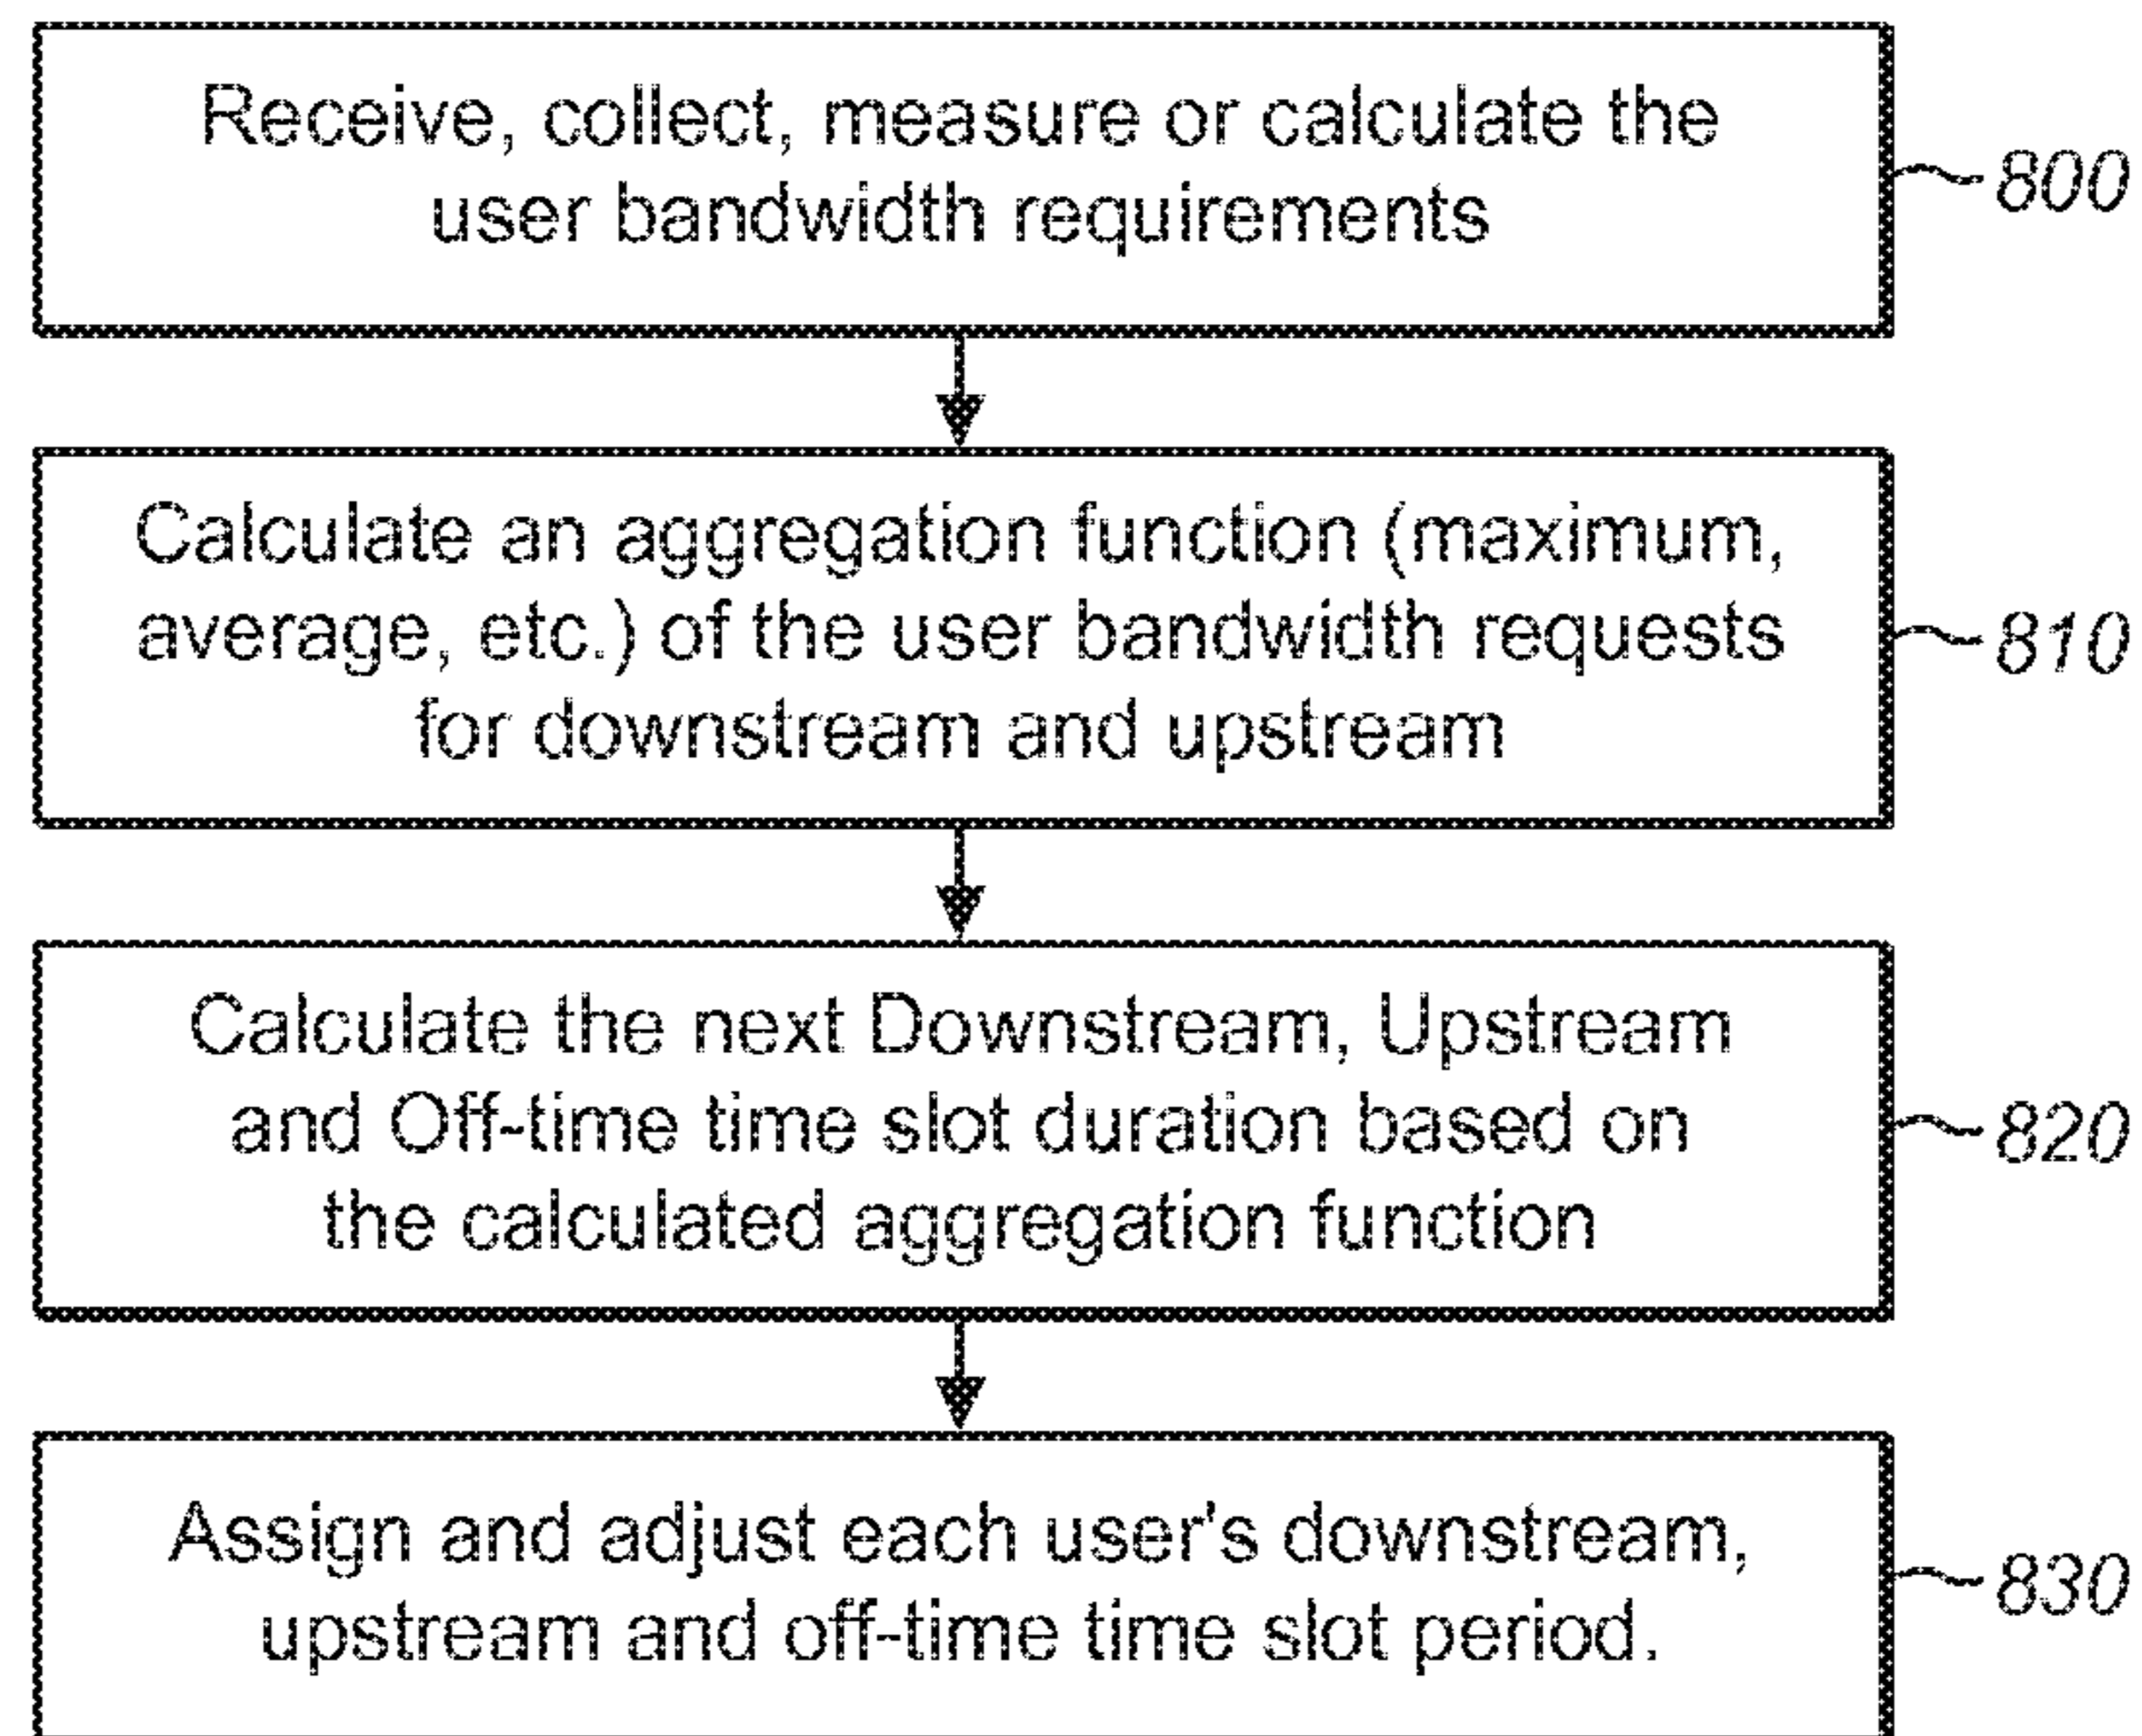 Receive, collect, measure or calculate the
user bandwidth requirements
800
Calculate an aggregation function (maximum,
average, etc.) of the user bandwidth requests
for downstream and upstream
810
Calculate the next Downstream, Upstream
and Off-time time slot duration based on
the calculated aggregation function
820
Assign and adjust each user's downstream,
upstream and off-time time slot period.
830